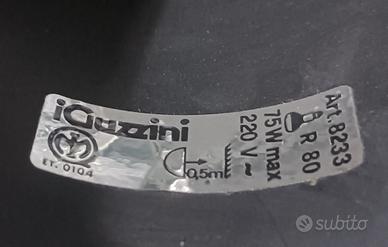 iGuzzini
ET. 0104
0,5m
Art. 8233
R 80
75W max
220 V ~
subito